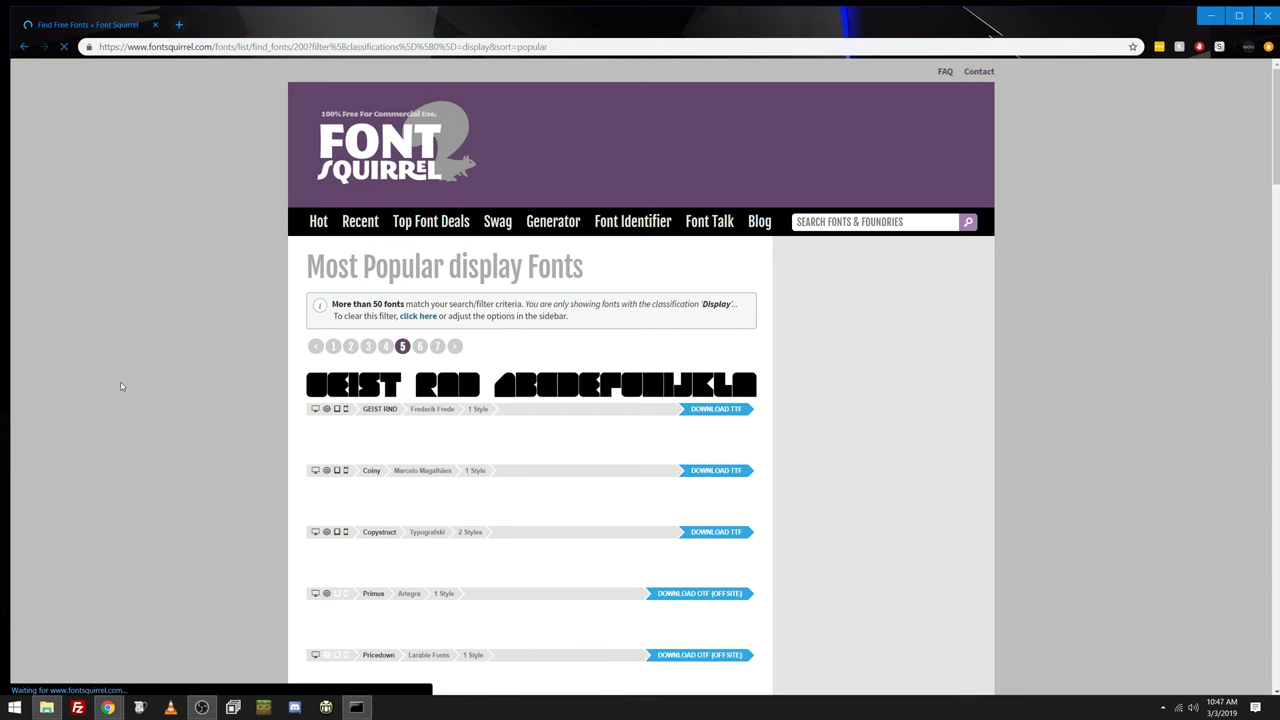 Find Free Fonts » Font Squirrel
https://www.fontsquirrel.com/fonts/list/find_fonts/200?filter%5Bclassifications%5D%5B0%5D=display&sort=popular
FAQ Contact
100% Free For Commercial Use.
FONT
SQUIRREL
Hot Recent Top Font Deals Swag Generator Font Identifier Font Talk Blog SEARCH FONTS & FOUNDRIES
Most Popular display Fonts
More than 50 fonts match your search/filter criteria. You are only showing fonts with the classification 'Display'...
To clear this filter, click here or adjust the options in the sidebar.
< 1 2 3 4 5 6 7 >
GEIST RND ABCDEFGHIJKLM
GEIST RND Frederik Frede 1 Style DOWNLOAD TTF
Coiny Marcelo Magalhães 1 Style DOWNLOAD TTF
Copystruct Typografski 2 Styles DOWNLOAD TTF
Primus Artegra 1 Style DOWNLOAD OTF (OFFSITE)
Pricedown Larabie Fonts 1 Style DOWNLOAD OTF (OFFSITE)
Waiting for www.fontsquirrel.com...
10:47 AM
3/3/2019